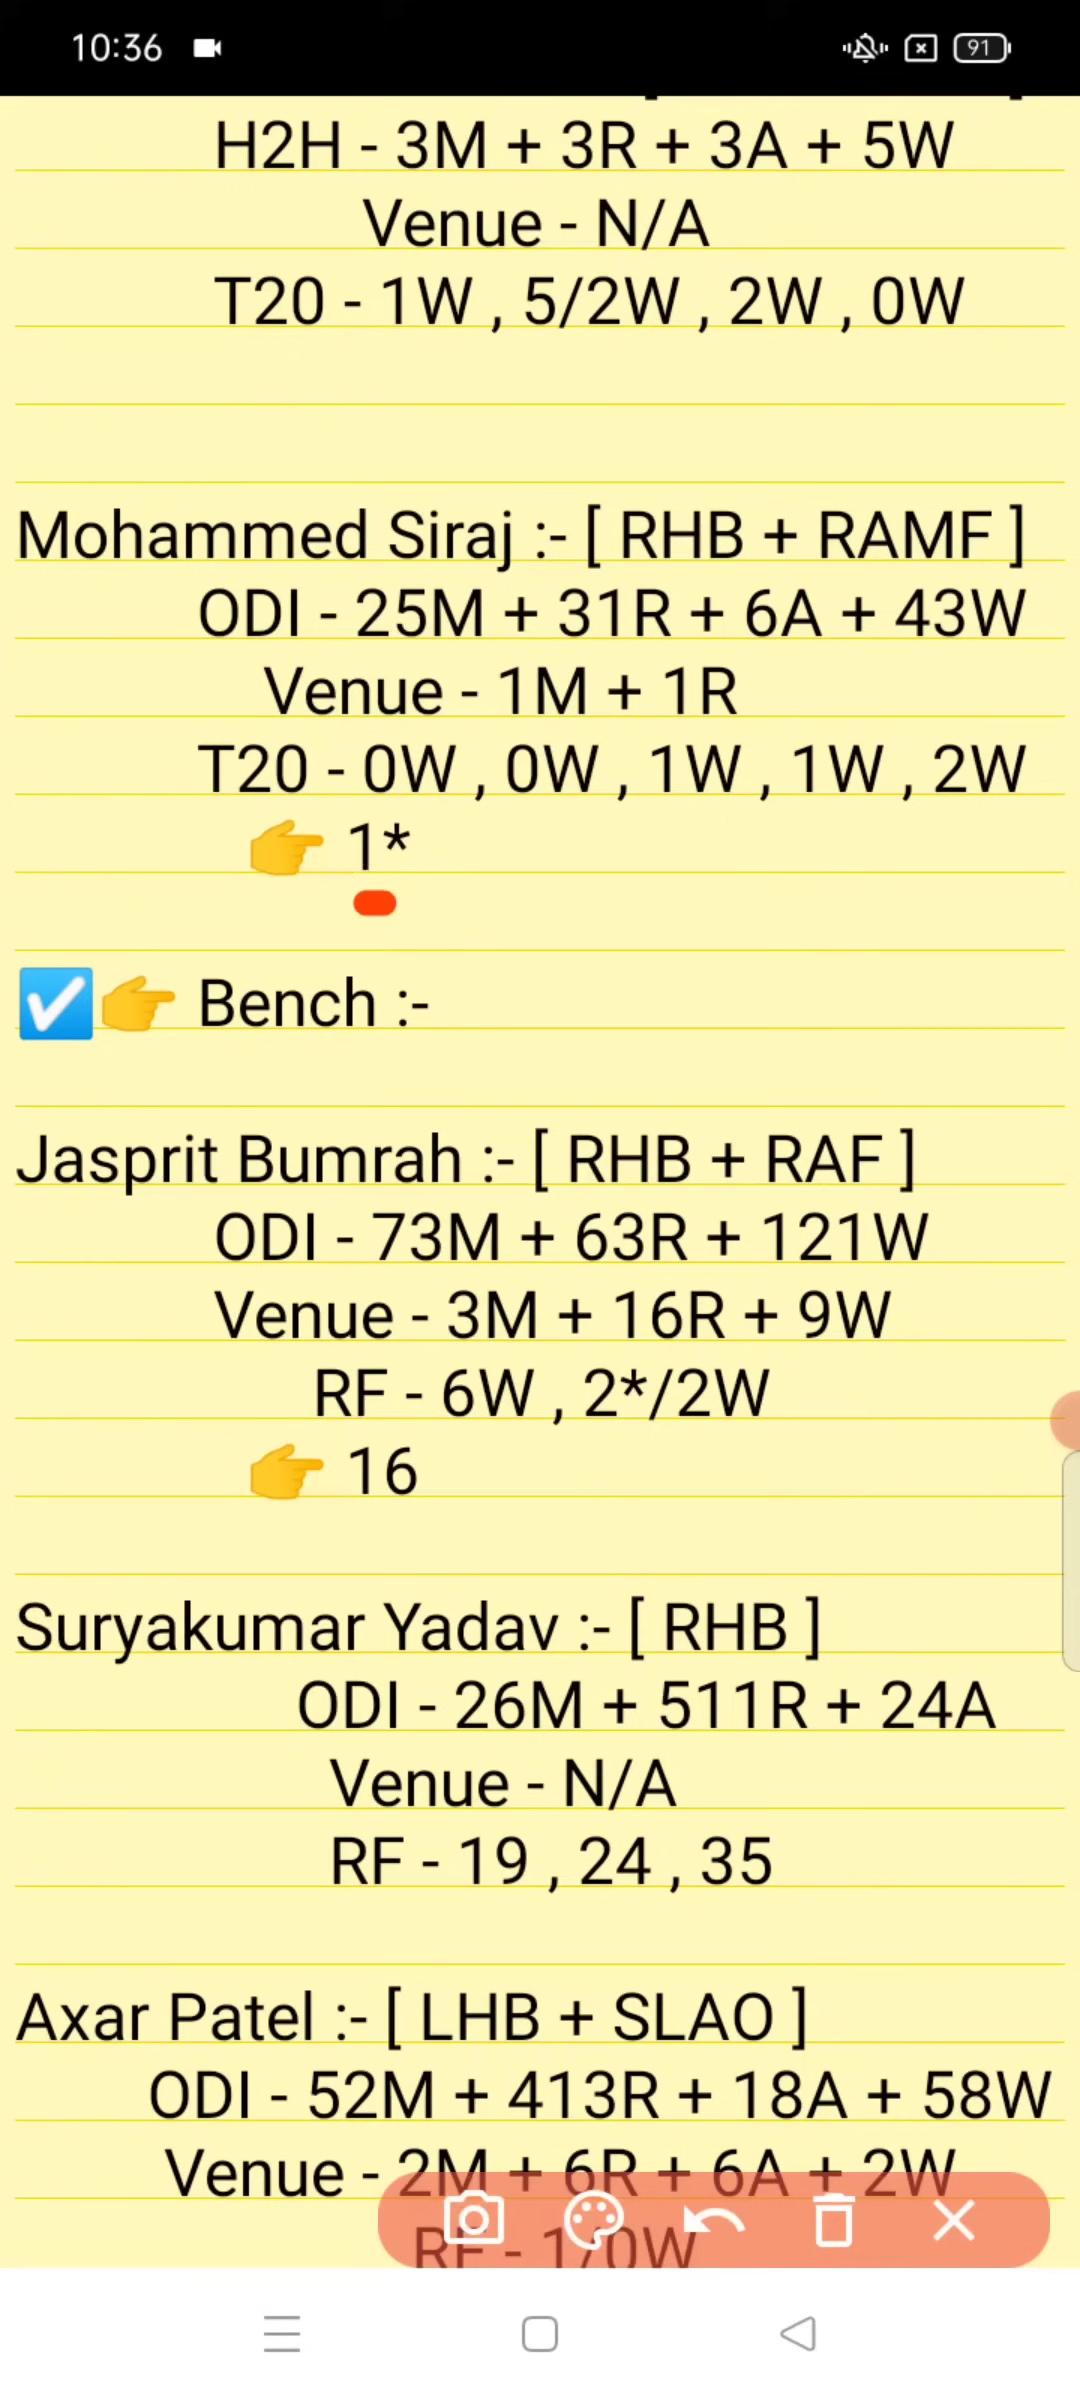 10:36
91
H2H - 3M + 3R + 3A + 5W
Venue - N/A
T20 - 1W , 5/2W , 2W , 0W
Mohammed Siraj :- [ RHB + RAMF ]
ODI - 25M + 31R + 6A + 43W
Venue - 1M + 1R
T20 - 0W , 0W , 1W , 1W , 2W
👉 1*
☑👉 Bench :-
Jasprit Bumrah :- [ RHB + RAF ]
ODI - 73M + 63R + 121W
Venue - 3M + 16R + 9W
RF - 6W , 2*/2W
👉 16
Suryakumar Yadav :- [ RHB ]
ODI - 26M + 511R + 24A
Venue - N/A
RF - 19 , 24 , 35
Axar Patel :- [ LHB + SLAO ]
ODI - 52M + 413R + 18A + 58W
Venue - 2M + 6R + 6A + 2W
RF - 1/0W